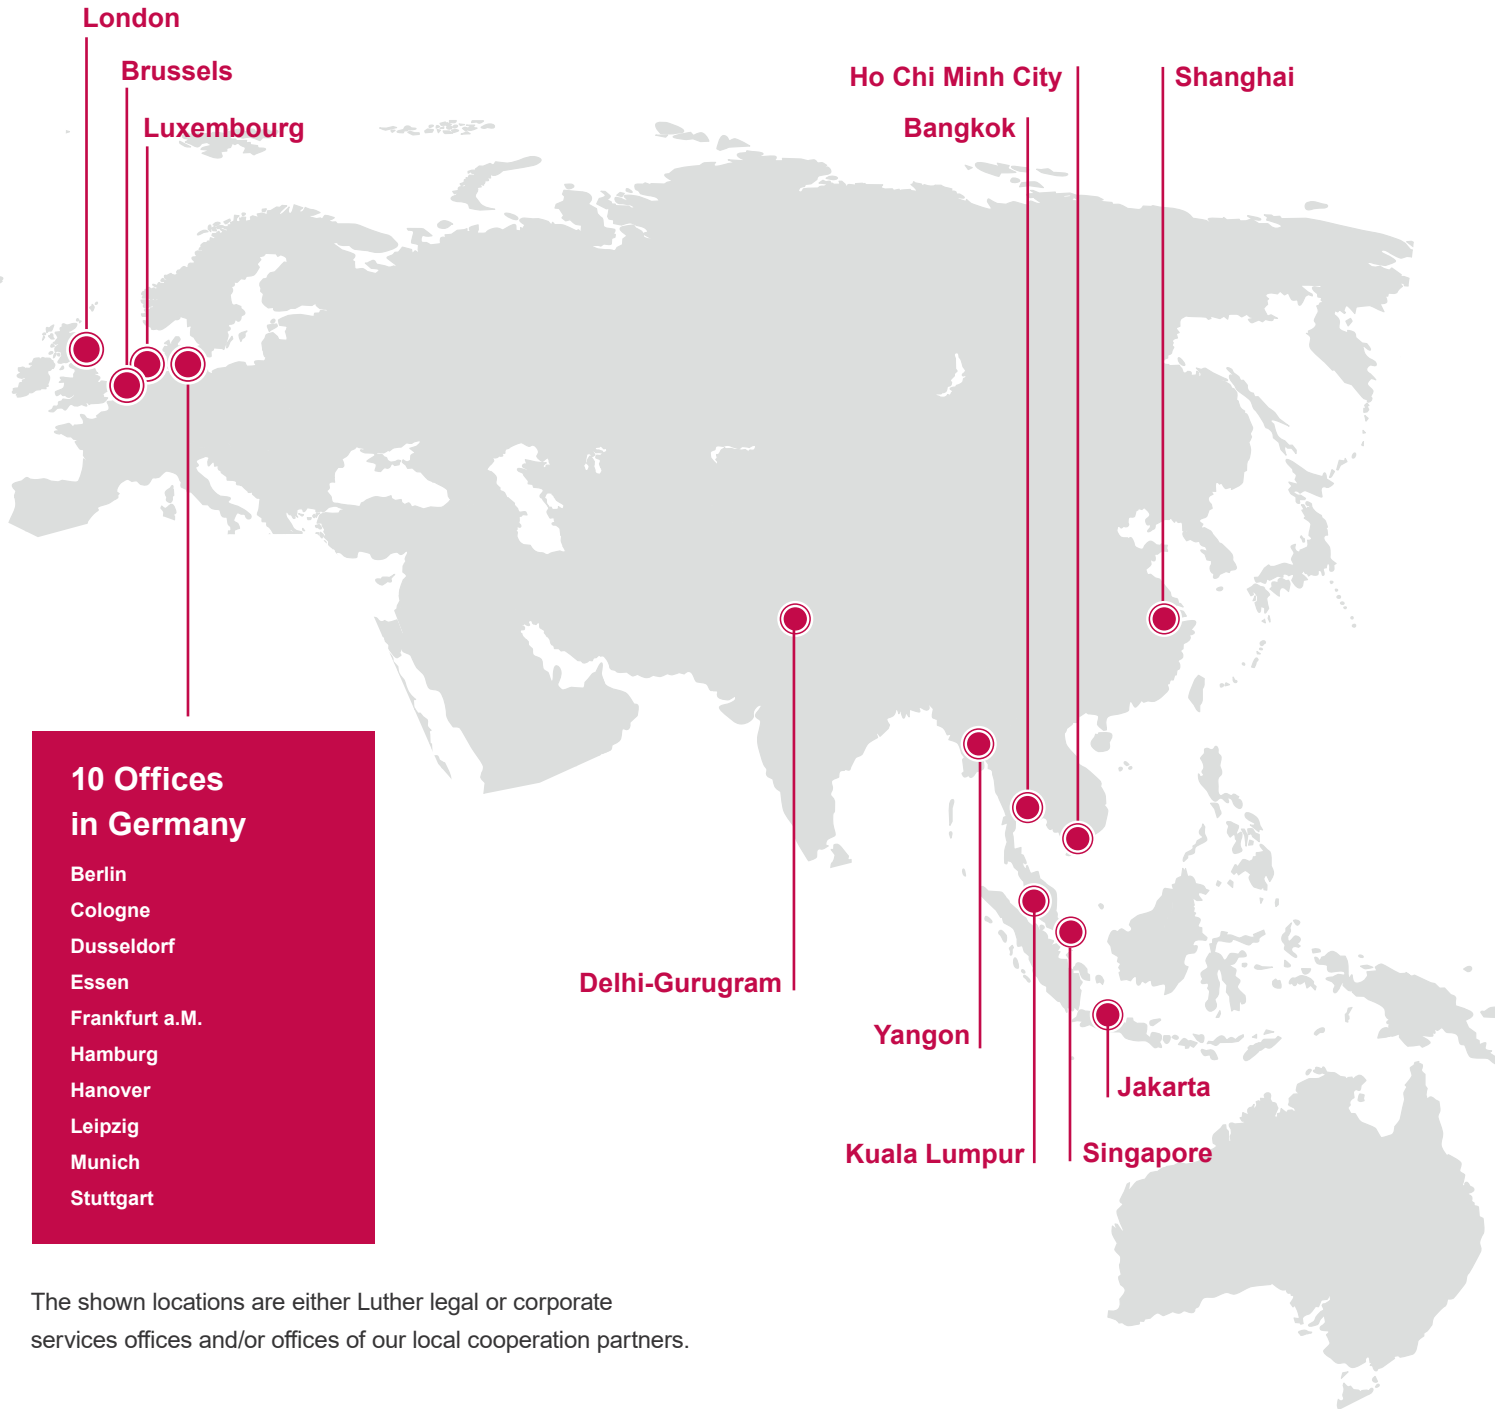 London
Brussels
Luxembourg
Ho Chi Minh City
Shanghai
Bangkok
10 Offices
in Germany
Berlin
Cologne
Dusseldorf
Essen
Frankfurt a.M.
Hamburg
Hanover
Leipzig
Munich
Stuttgart
Delhi-Gurugram
Yangon
Jakarta
Kuala Lumpur
Singapore
The shown locations are either Luther legal or corporate
services offices and/or offices of our local cooperation partners.